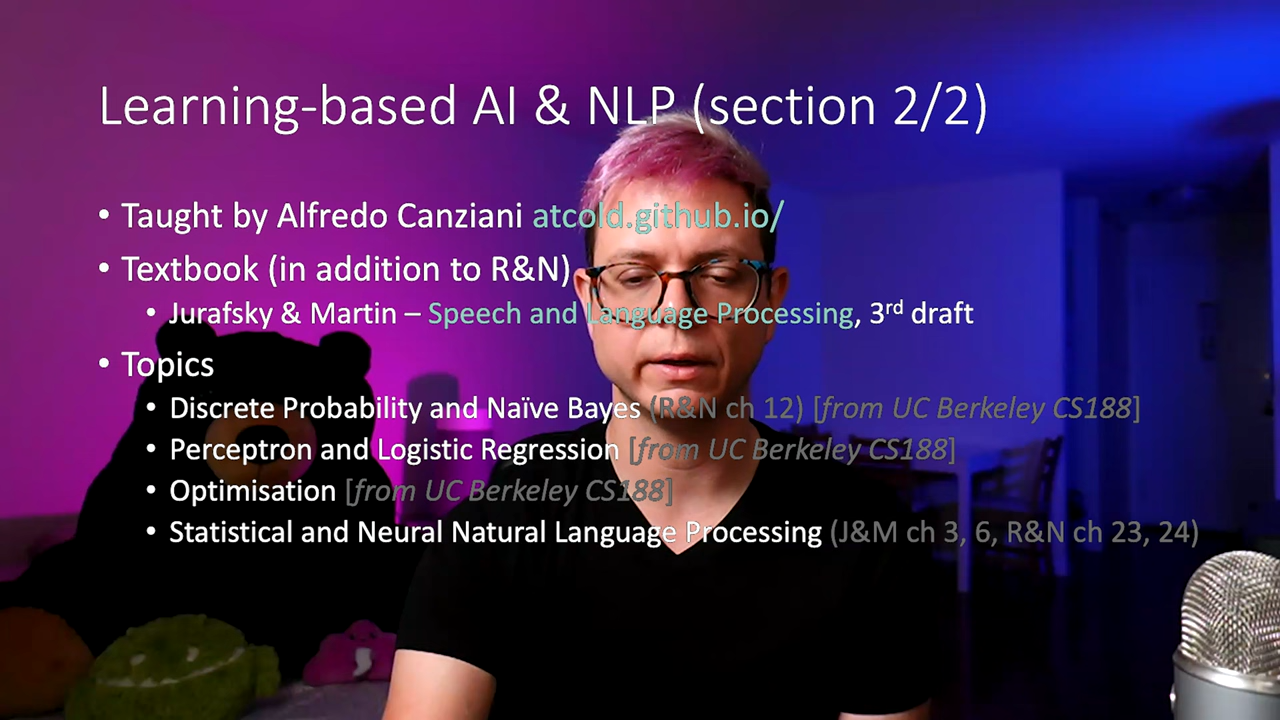 Learning-based AI & NLP (section 2/2)
• Taught by Alfredo Canziani atcold.github.io/
• Textbook (in addition to R&N)
• Jurafsky & Martin – Speech and Language Processing, 3rd draft
• Topics
• Discrete Probability and Naïve Bayes (R&N ch 12) [from UC Berkeley CS188]
• Perceptron and Logistic Regression [from UC Berkeley CS188]
• Optimisation [from UC Berkeley CS188]
• Statistical and Neural Natural Language Processing (J&M ch 3, 6, R&N ch 23, 24)